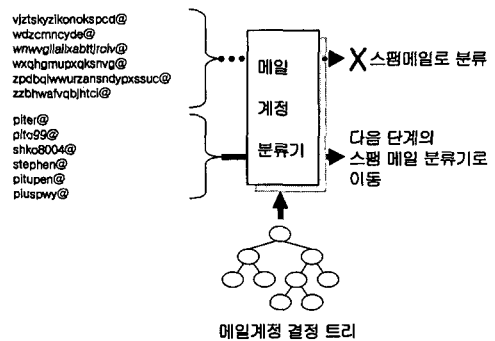 vjztskyzikonokspcd@
wdzcmncyde@
wnwvglialixabttjroiv@
wxqhgmupxqksnvg@
zpdbqlwwurzansndypxssuc@
zzbhwafvqbjhtci@
piter@
pito99@
shko8004@
stephen@
pitupen@
piuspwy@
메일
계정
분류기
X 스팸메일로 분류
다음 단계의
스팸 메일 분류기로
이동
메일계정 결정 트리